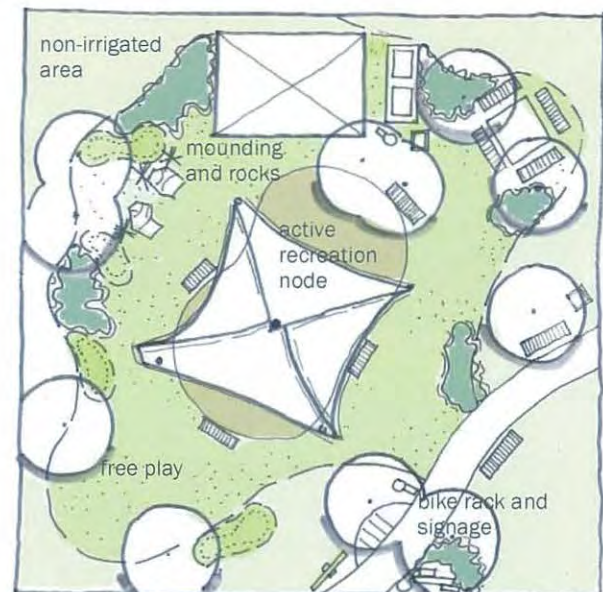 non-irrigated
area
mounding
and rocks
active
recreation
node
free play
bike rack and
signage